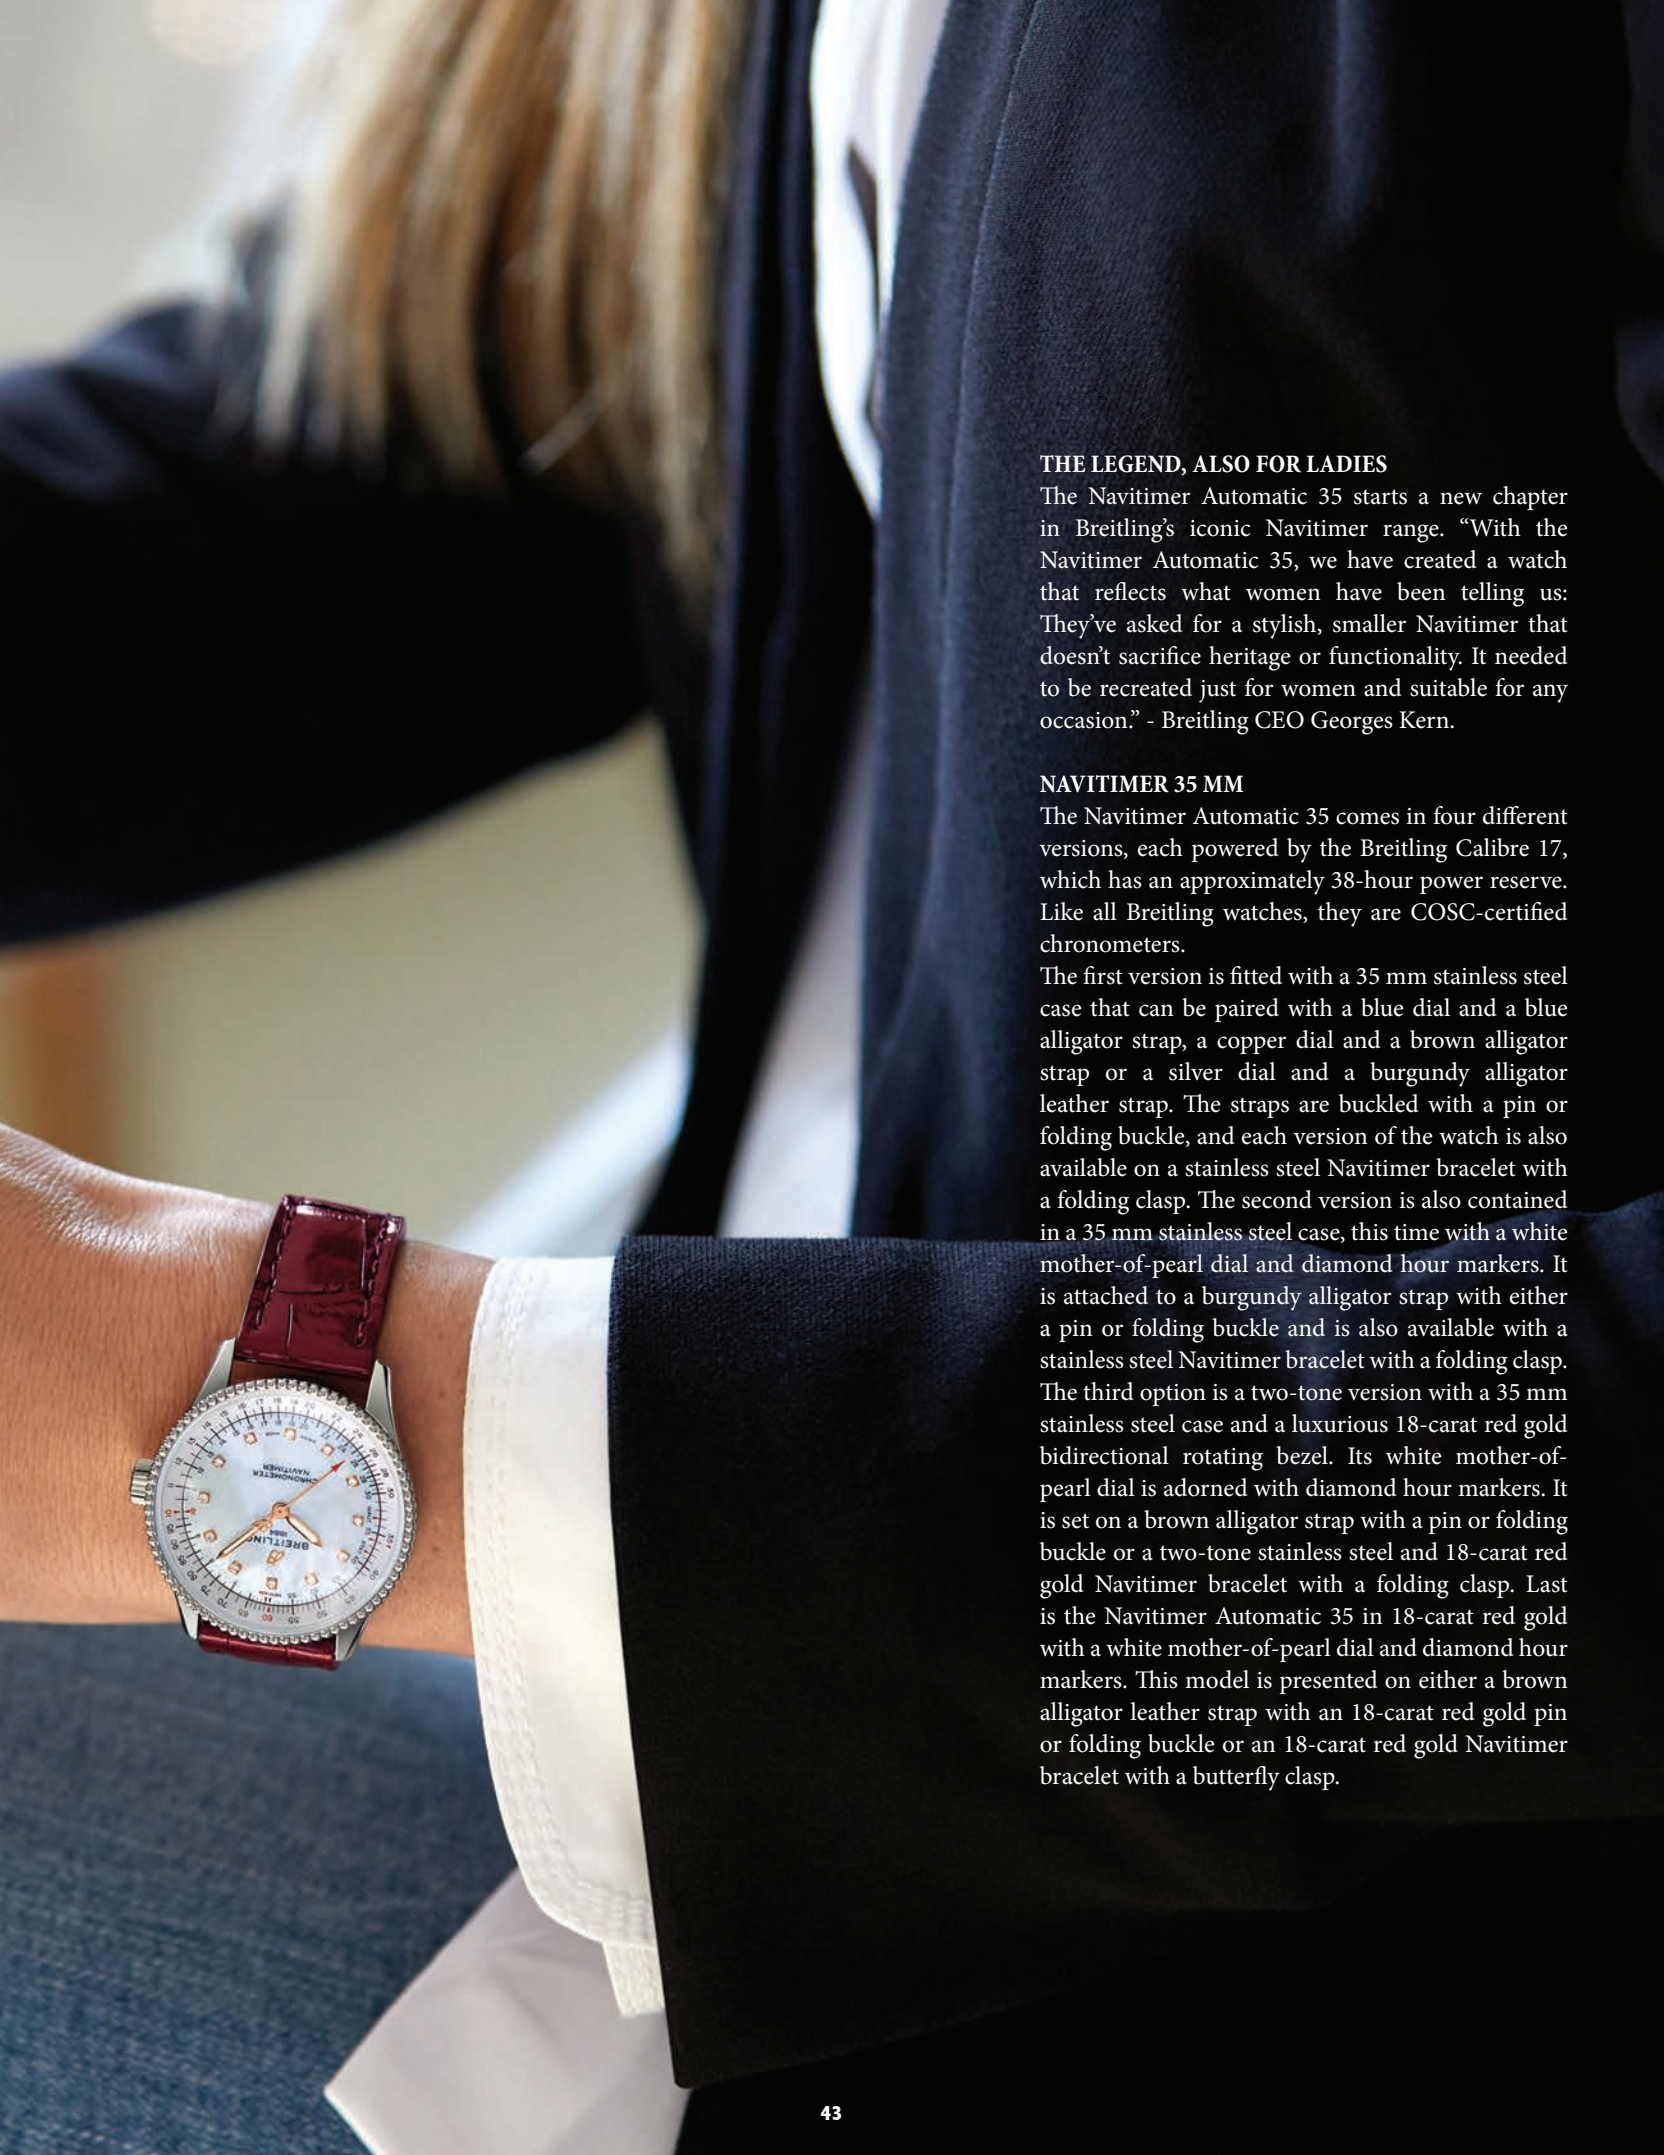 THE LEGEND, ALSO FOR LADIES
The Navitimer Automatic 35 starts a new chapter
in Breitling’s iconic Navitimer range. “With the
Navitimer Automatic 35, we have created a watch
that reflects what women have been telling us:
They’ve asked for a stylish, smaller Navitimer that
doesn’t sacrifice heritage or functionality. It needed
to be recreated just for women and suitable for any
occasion.” - Breitling CEO Georges Kern.
NAVITIMER 35 MM
The Navitimer Automatic 35 comes in four different
versions, each powered by the Breitling Calibre 17,
which has an approximately 38-hour power reserve.
Like all Breitling watches, they are COSC-certified
chronometers.
The first version is fitted with a 35 mm stainless steel
case that can be paired with a blue dial and a blue
alligator strap, a copper dial and a brown alligator
strap or a silver dial and a burgundy alligator
leather strap. The straps are buckled with a pin or
folding buckle, and each version of the watch is also
available on a stainless steel Navitimer bracelet with
a folding clasp. The second version is also contained
in a 35 mm stainless steel case, this time with a white
mother-of-pearl dial and diamond hour markers. It
is attached to a burgundy alligator strap with either
a pin or folding buckle and is also available with a
stainless steel Navitimer bracelet with a folding clasp.
The third option is a two-tone version with a 35 mm
stainless steel case and a luxurious 18-carat red gold
bidirectional rotating bezel. Its white mother-of-
pearl dial is adorned with diamond hour markers. It
is set on a brown alligator strap with a pin or folding
buckle or a two-tone stainless steel and 18-carat red
gold Navitimer bracelet with a folding clasp. Last
is the Navitimer Automatic 35 in 18-carat red gold
with a white mother-of-pearl dial and diamond hour
markers. This model is presented on either a brown
alligator leather strap with an 18-carat red gold pin
or folding buckle or an 18-carat red gold Navitimer
bracelet with a butterfly clasp.
BREITLING
1884
CHRONOMETER
NAVITIMER
43